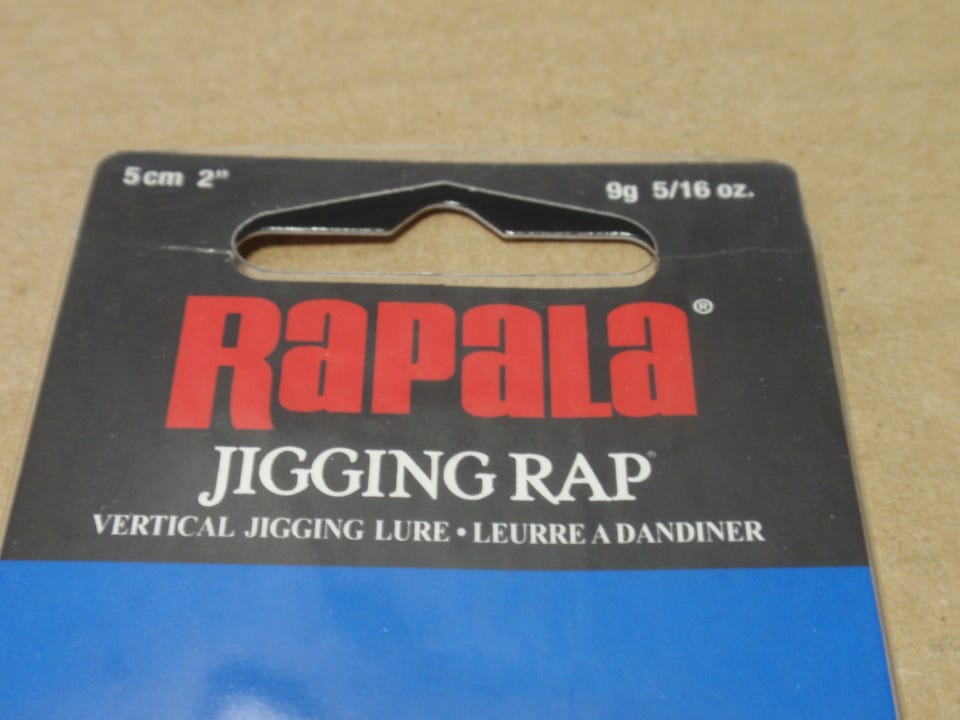 5cm 2" 9g 5/16 oz.
RAPALA®
JIGGING RAP®
VERTICAL JIGGING LURE • LEURRE A DANDINER